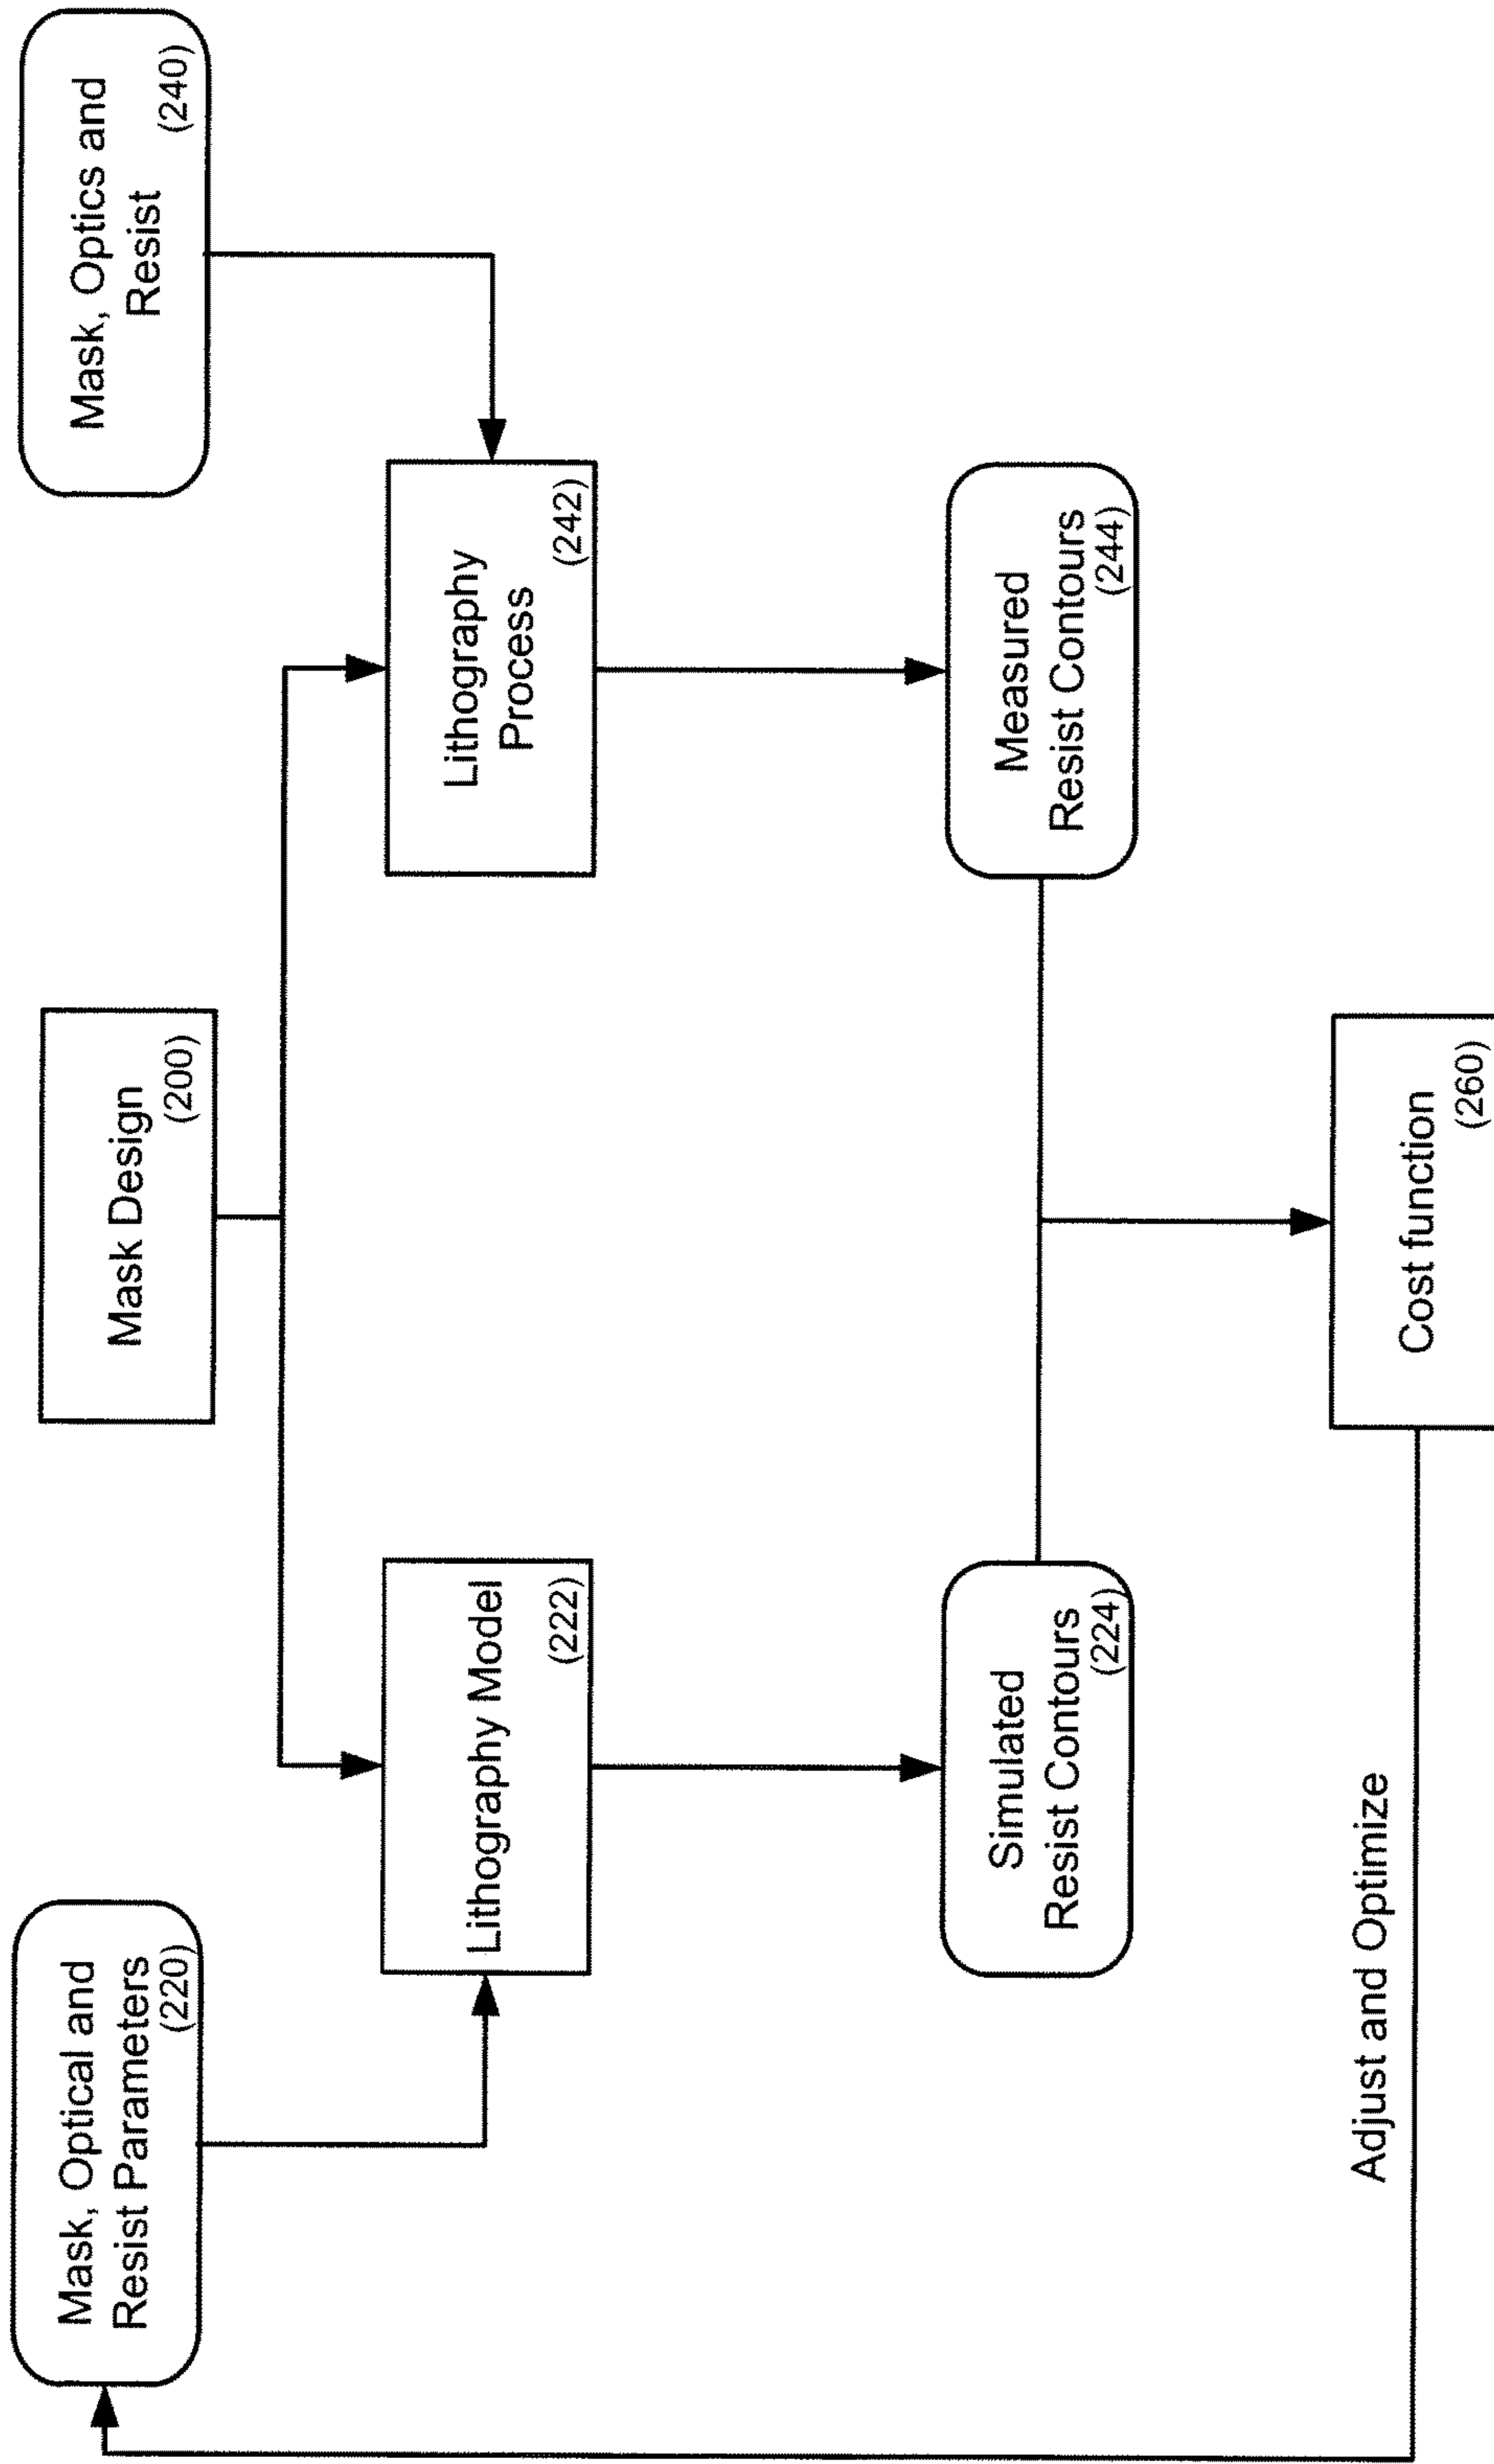 Mask, Optical and
Resist Parameters
(220)
Mask Design
(200)
Mask, Optics and
Resist
(240)
Lithography Model
(222)
Lithography
Process
(242)
Simulated
Resist Contours
(224)
Measured
Resist Contours
(244)
Adjust and Optimize
Cost function
(260)